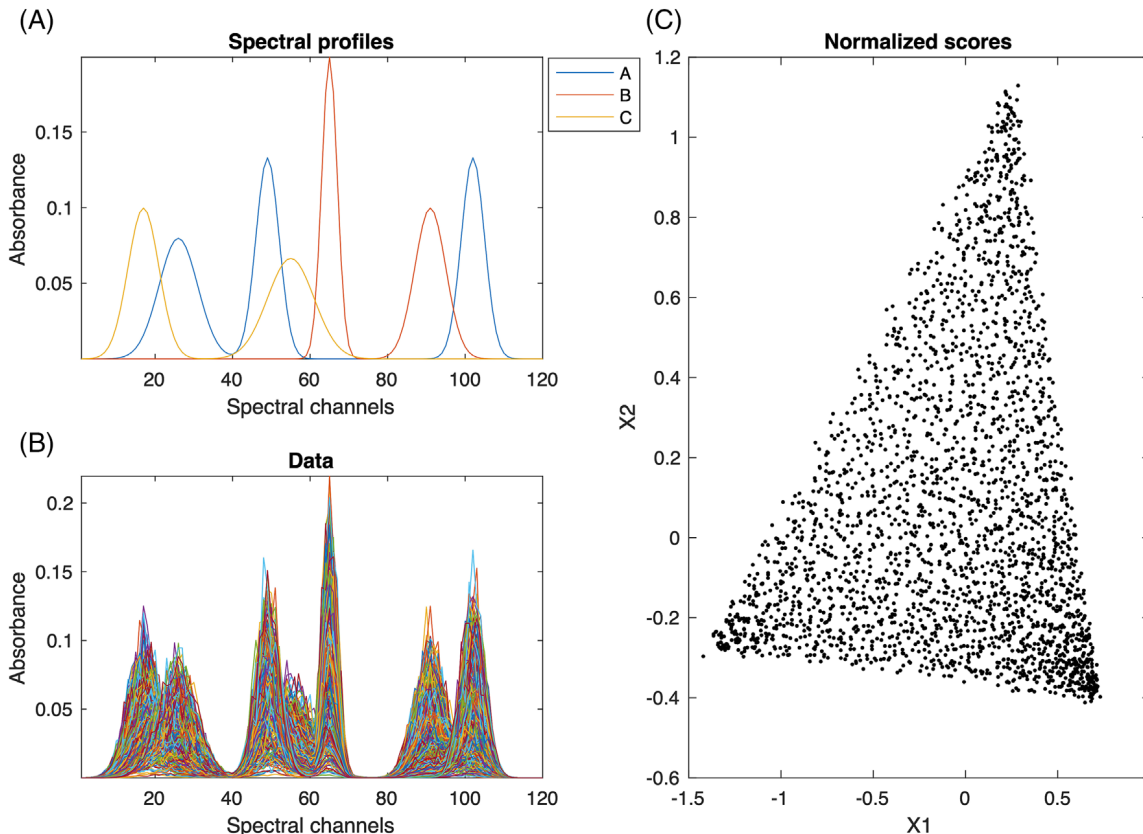 (A)
Spectral profiles
A
B
C
Absorbance
0.15
0.1
0.05
20 40 60 80 100 120
Spectral channels
(B)
Data
Absorbance
0.2
0.15
0.1
0.05
20 40 60 80 100 120
Spectral channels
(C)
Normalized scores
X2
1.2
1
0.8
0.6
0.4
0.2
0
-0.2
-0.4
-0.6
-1.5 -1 -0.5 0 0.5
X1